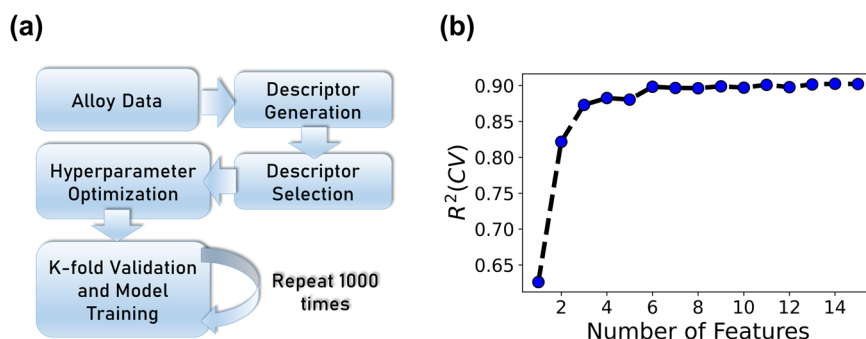 (a)
Alloy Data
Descriptor
Generation
Hyperparameter
Optimization
Descriptor
Selection
K-fold Validation
and Model
Training
Repeat 1000
times
(b)
R²(CV)
0.90
0.85
0.80
0.75
0.70
0.65
2 4 6 8 10 12 14
Number of Features